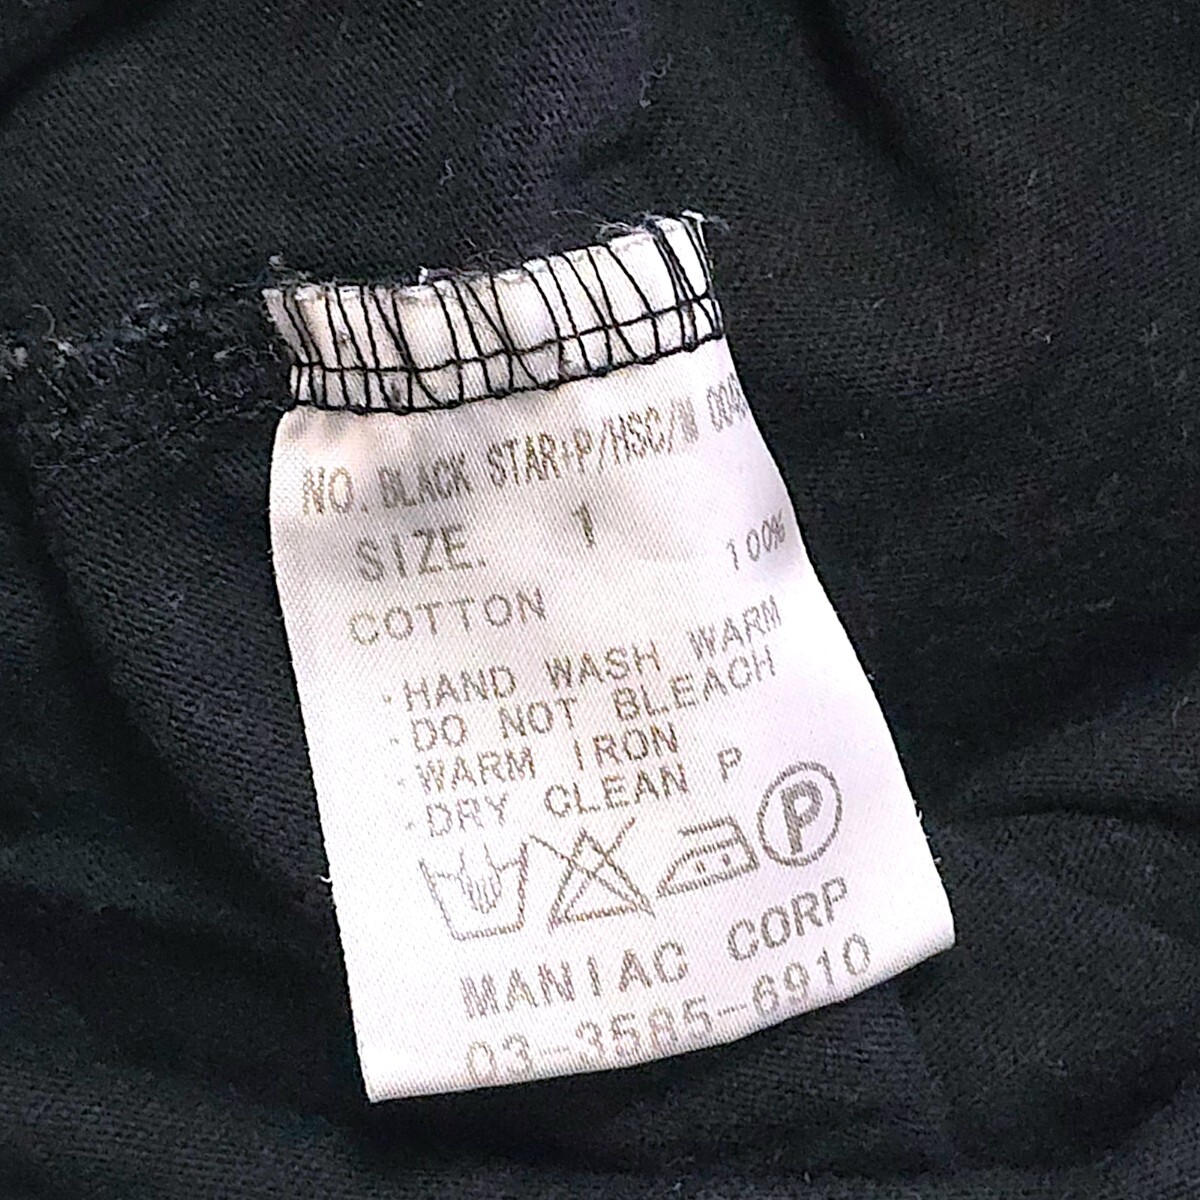 NO. BLACK STAR+P/HSC/M
SIZE. 1
COTTON 100%
·HAND WASH WARM
·DO NOT BLEACH
·WARM IRON
·DRY CLEAN P
P
MANIAC CORP
03-3585-6910